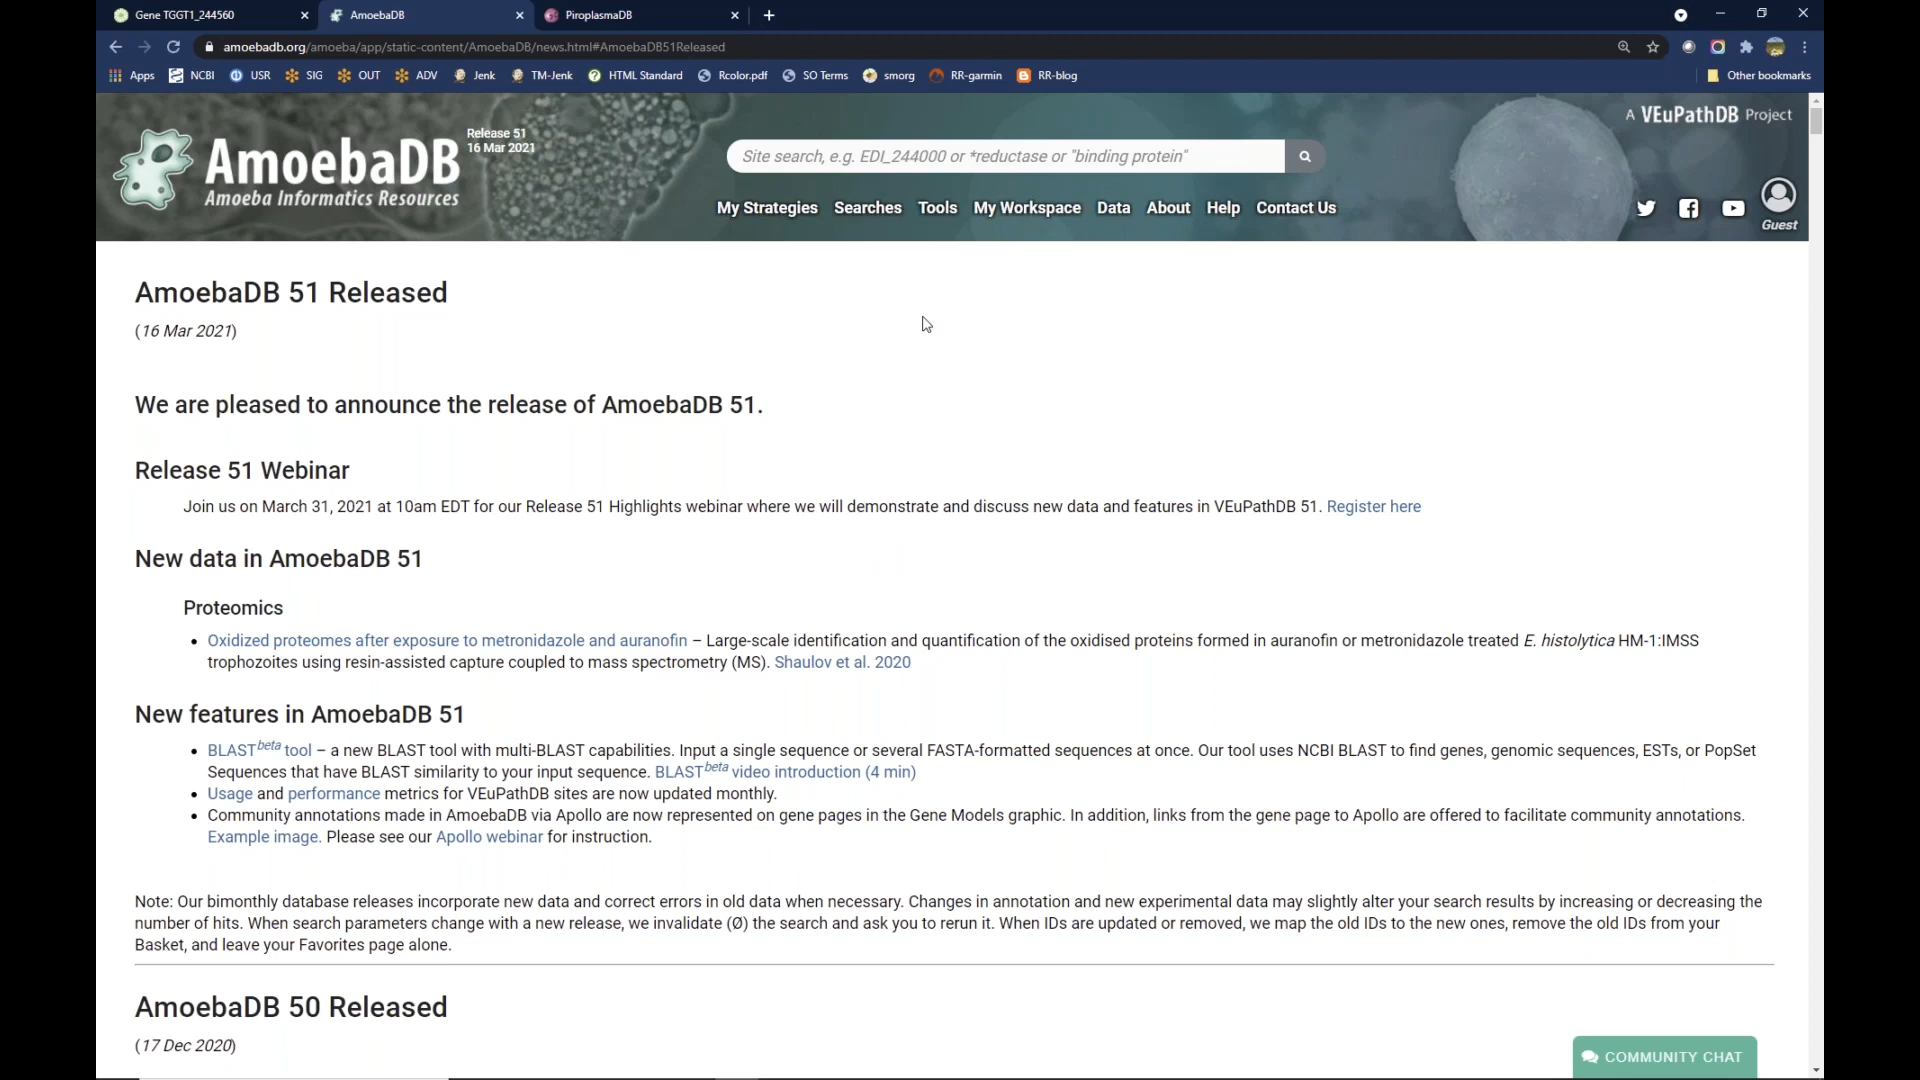 Gene TGGT1_244560
AmoebaDB
PiroplasmaDB
amoebadb.org/amoeba/app/static-content/AmoebaDB/news.html#AmoebaDB51Released
Apps NCBI USR SIG OUT ADV Jenk TM-Jenk HTML Standard Rcolor.pdf SO Terms smorg RR-garmin RR-blog Other bookmarks
A VEuPathDB Project
AmoebaDB
Amoeba Informatics Resources
Release 51
16 Mar 2021
Site search, e.g. EDI_244000 or *reductase or "binding protein"
My Strategies Searches Tools My Workspace Data About Help Contact Us
Guest
AmoebaDB 51 Released
(16 Mar 2021)
We are pleased to announce the release of AmoebaDB 51.
Release 51 Webinar
Join us on March 31, 2021 at 10am EDT for our Release 51 Highlights webinar where we will demonstrate and discuss new data and features in VEuPathDB 51. Register here
New data in AmoebaDB 51
Proteomics
• Oxidized proteomes after exposure to metronidazole and auranofin – Large-scale identification and quantification of the oxidised proteins formed in auranofin or metronidazole treated E. histolytica HM-1:IMSS
trophozoites using resin-assisted capture coupled to mass spectrometry (MS). Shaulov et al. 2020
New features in AmoebaDB 51
• BLASTbeta tool – a new BLAST tool with multi-BLAST capabilities. Input a single sequence or several FASTA-formatted sequences at once. Our tool uses NCBI BLAST to find genes, genomic sequences, ESTs, or PopSet
Sequences that have BLAST similarity to your input sequence. BLASTbeta video introduction (4 min)
• Usage and performance metrics for VEuPathDB sites are now updated monthly.
• Community annotations made in AmoebaDB via Apollo are now represented on gene pages in the Gene Models graphic. In addition, links from the gene page to Apollo are offered to facilitate community annotations.
Example image. Please see our Apollo webinar for instruction.
Note: Our bimonthly database releases incorporate new data and correct errors in old data when necessary. Changes in annotation and new experimental data may slightly alter your search results by increasing or decreasing the
number of hits. When search parameters change with a new release, we invalidate (Ø) the search and ask you to rerun it. When IDs are updated or removed, we map the old IDs to the new ones, remove the old IDs from your
Basket, and leave your Favorites page alone.
AmoebaDB 50 Released
(17 Dec 2020)
COMMUNITY CHAT